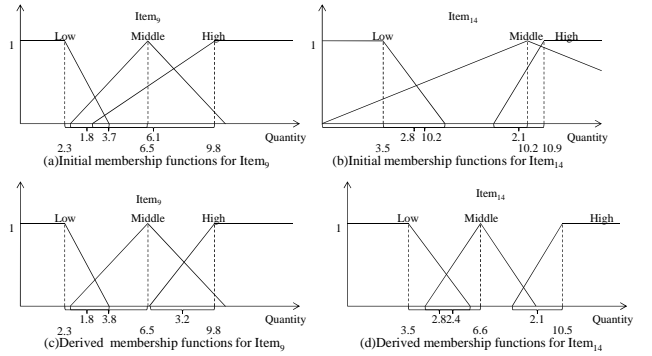 Item9
Low Middle High
1
Quantity
1.8 3.7 6.1
2.3 6.5 9.8
(a)Initial membership functions for Item9
Item14
Low Middle High
1
Quantity
2.8 10.2 2.1
3.5 10.2 10.9
(b)Initial membership functions for Item14
Item9
Low Middle High
1
Quantity
1.8 3.8 3.2
2.3 6.5 9.8
(c)Derived membership functions for Item9
Item14
Low Middle High
1
Quantity
2.8 2.4 2.1
3.5 6.6 10.5
(d)Derived membership functions for Item14